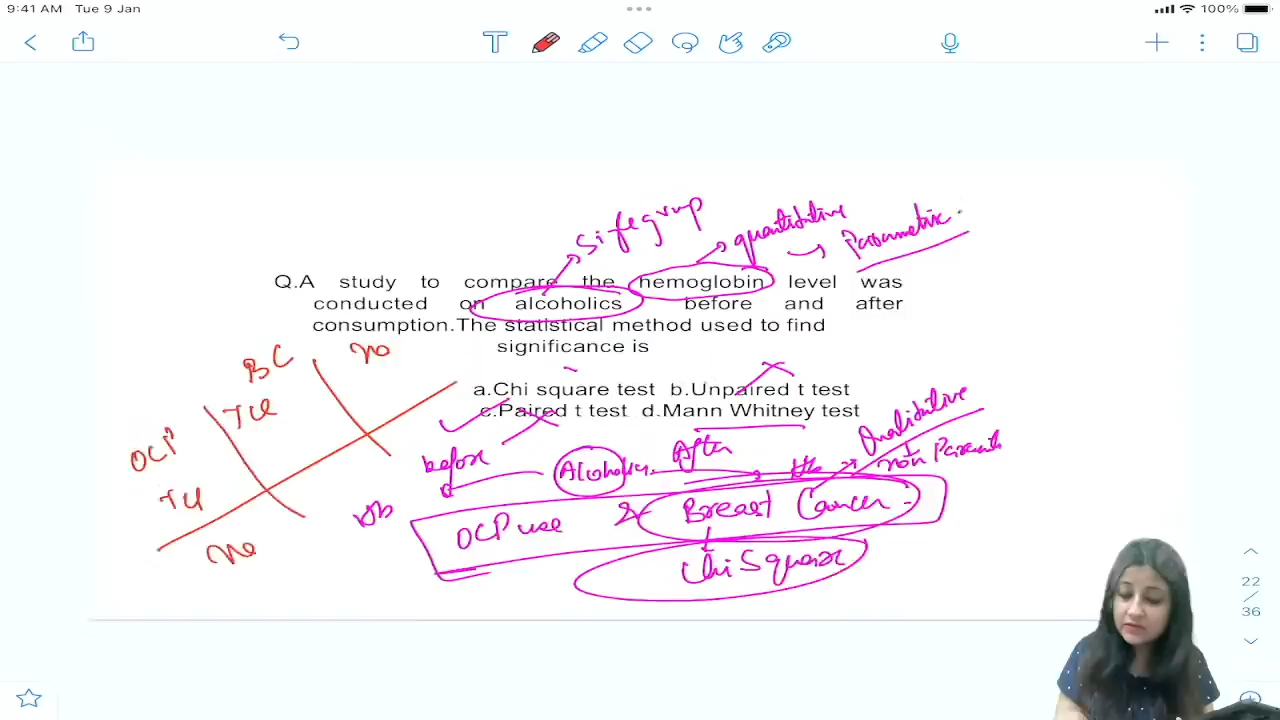 9:41 AM Tue 9 Jan
100%
quantitative
Parametric
Q.A study to compare the hemoglobin level was
conducted on alcoholics before and after
consumption.The statistical method used to find
significance is
a.Chi square test b.Unpaired t test
c.Paired t test d.Mann Whitney test
BC no
OCP
no
before Alcoholics After Hb Qualitative
non
Hb
OCP use & Breast Cancer
Chi Square
22
/
36